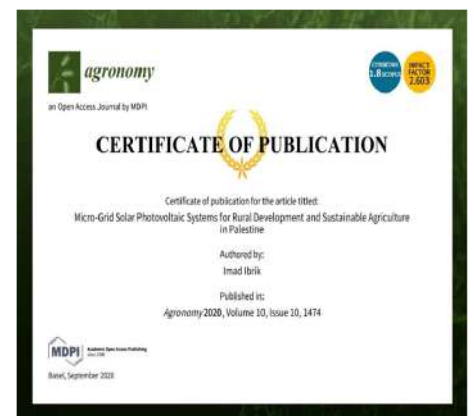 agronomy
CITESCORE
1.8 SCOPUS
IMPACT
FACTOR
2.603
an Open Access Journal by MDPI
CERTIFICATE OF PUBLICATION
Certificate of publication for the article titled:
Micro-Grid Solar Photovoltaic Systems for Rural Development and Sustainable Agriculture
in Palestine
Authored by:
Imad Ibrik
Published in:
Agronomy 2020, Volume 10, Issue 10, 1474
MDPI
Academic Open Access Publishing
since 1996
Basel, September 2020